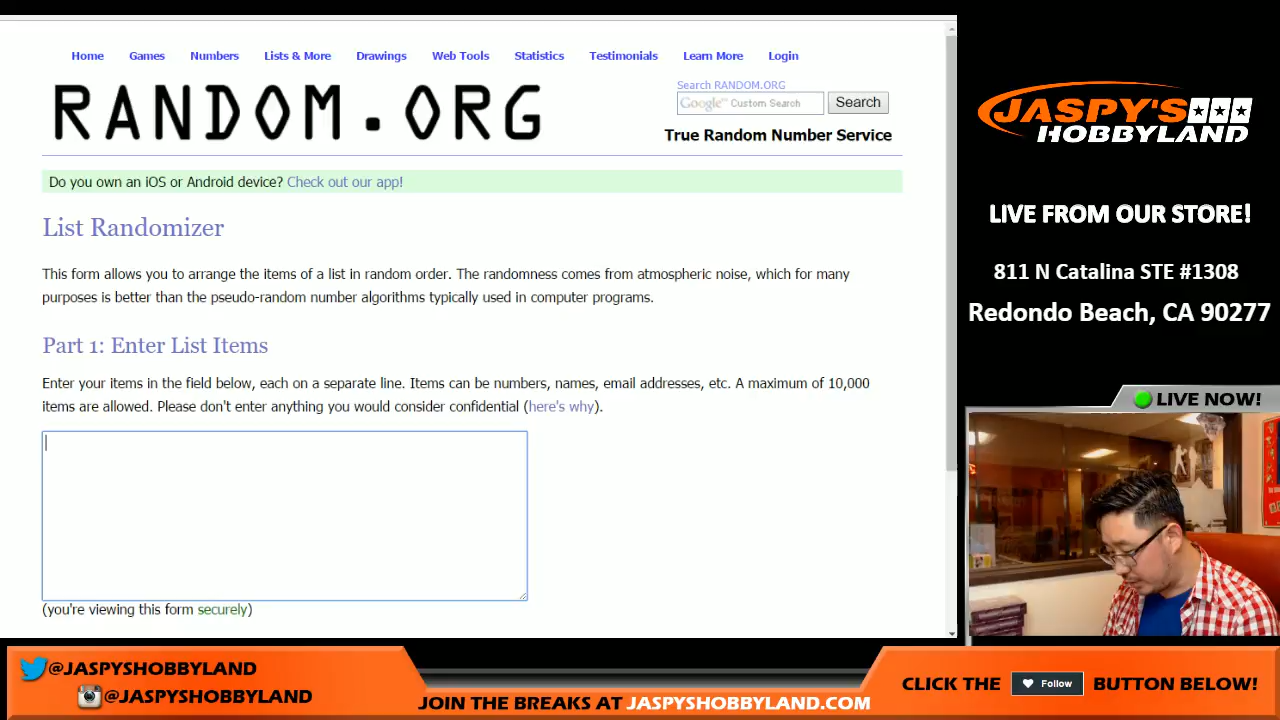 Home Games Numbers Lists & More Drawings Web Tools Statistics Testimonials Learn More Login
RANDOM.ORG
Search RANDOM.ORG
Google™ Custom Search Search
True Random Number Service
Do you own an iOS or Android device? Check out our app!
List Randomizer
This form allows you to arrange the items of a list in random order. The randomness comes from atmospheric noise, which for many
purposes is better than the pseudo-random number algorithms typically used in computer programs.
Part 1: Enter List Items
Enter your items in the field below, each on a separate line. Items can be numbers, names, email addresses, etc. A maximum of 10,000
items are allowed. Please don't enter anything you would consider confidential (here's why).
(you're viewing this form securely)
JASPY'S
HOBBYLAND
LIVE FROM OUR STORE!
811 N Catalina STE #1308
Redondo Beach, CA 90277
LIVE NOW!
@JASPYSHOBBYLAND
@JASPYSHOBBYLAND
JOIN THE BREAKS AT JASPYSHOBBYLAND.COM
CLICK THE Follow BUTTON BELOW!